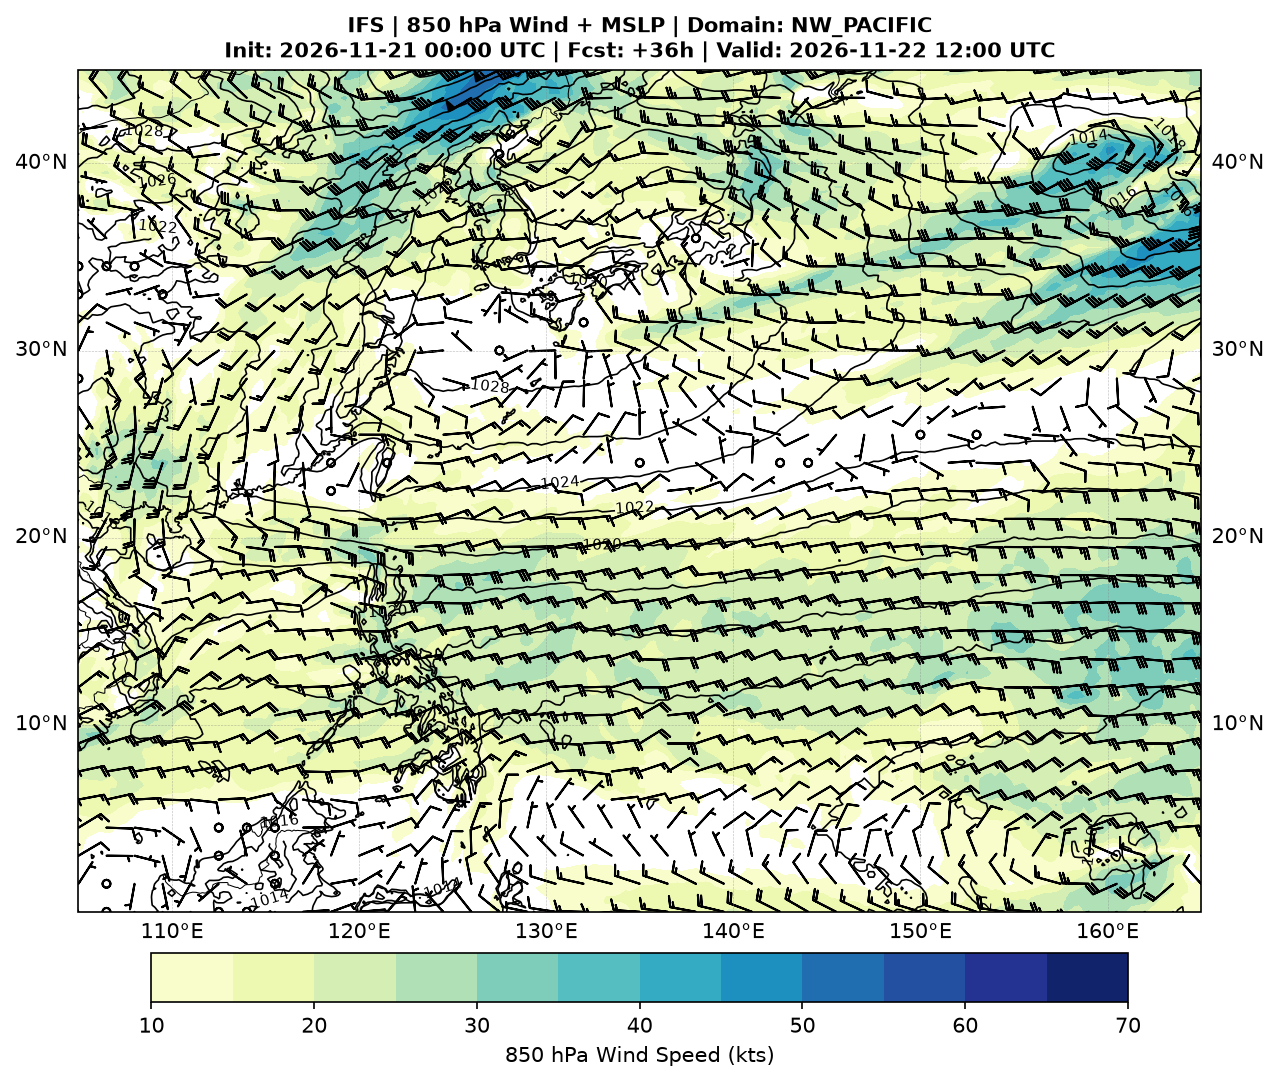 IFS | 850 hPa Wind + MSLP | Domain: NW_PACIFIC
Init: 2026-11-21 00:00 UTC | Fcst: +36h | Valid: 2026-11-22 12:00 UTC
1028
1014
40°N
40°N
1026
1016
1022
30°N
30°N
1028
1024
1022
20°N
1020
20°N
10°N
10°N
1016
1014
110°E
120°E
130°E
140°E
150°E
160°E
10
20
30
40
50
60
70
850 hPa Wind Speed (kts)